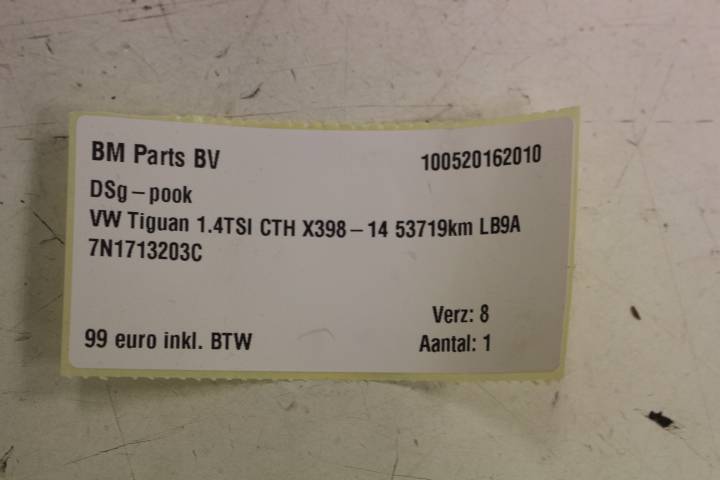 BM Parts BV 100520162010
DSg-pook
VW Tiguan 1.4TSI CTH X398-14 53719km LB9A
7N1713203C
Verz: 8
99 euro inkl. BTW Aantal: 1